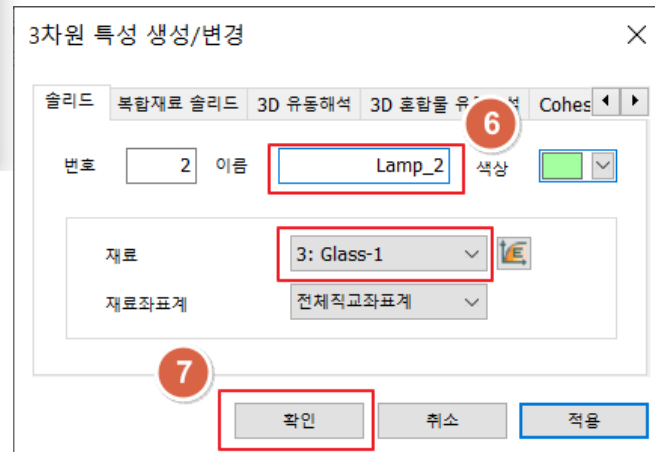 3차원 특성 생성/변경
솔리드 복합재료 솔리드 3D 유동해석 3D 혼합물 유 석 Cohes
6
번호 2 이름 Lamp_2 색상
재료 3: Glass-1
재료좌표계 전체직교좌표계
7
확인 취소 적용